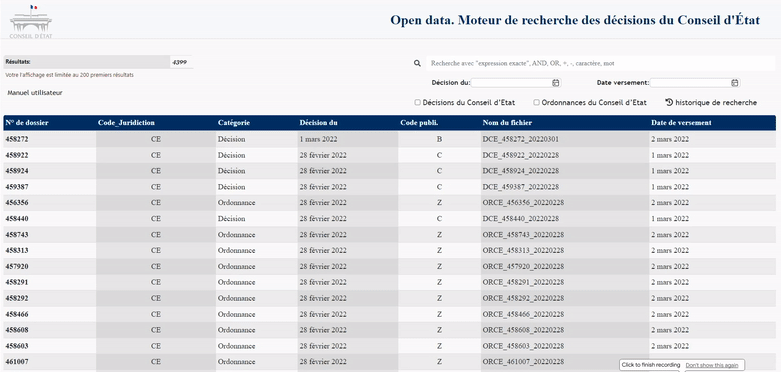 Open data. Moteur de recherche des décisions du Conseil d'État
CONSEIL D'ÉTAT
Résultats: 4399
Votre l'affichage est limitée au 200 premiers résultats
Manuel utilisateur
Recherche avec "expression exacte", AND, OR, +, -, caractère, mot
Décision du: Date versement:
Décisions du Conseil d'Etat Ordonnances du Conseil d'Etat historique de recherche
N° de dossier Code_Juridiction Catégorie Décision du Code publi. Nom du fichier Date de versement
458272 CE Décision 1 mars 2022 B DCE_458272_20220301 2 mars 2022
458922 CE Décision 28 février 2022 C DCE_458922_20220228 1 mars 2022
458924 CE Décision 28 février 2022 C DCE_458924_20220228 1 mars 2022
459387 CE Décision 28 février 2022 C DCE_459387_20220228 1 mars 2022
456356 CE Ordonnance 28 février 2022 Z ORCE_456356_20220228 2 mars 2022
458440 CE Décision 28 février 2022 C DCE_458440_20220228 1 mars 2022
458743 CE Ordonnance 28 février 2022 Z ORCE_458743_20220228 2 mars 2022
458313 CE Ordonnance 28 février 2022 Z ORCE_458313_20220228 2 mars 2022
457920 CE Ordonnance 28 février 2022 Z ORCE_457920_20220228 2 mars 2022
458291 CE Ordonnance 28 février 2022 Z ORCE_458291_20220228 2 mars 2022
458292 CE Ordonnance 28 février 2022 Z ORCE_458292_20220228 2 mars 2022
458466 CE Ordonnance 28 février 2022 Z ORCE_458466_20220228 2 mars 2022
458608 CE Ordonnance 28 février 2022 Z ORCE_458608_20220228 2 mars 2022
458603 CE Ordonnance 28 février 2022 Z ORCE_458603_20220228 2 mars 2022
461007 CE Ordonnance 28 février 2022 Z ORCE_461007_20220228
Click to finish recording Don't show this again